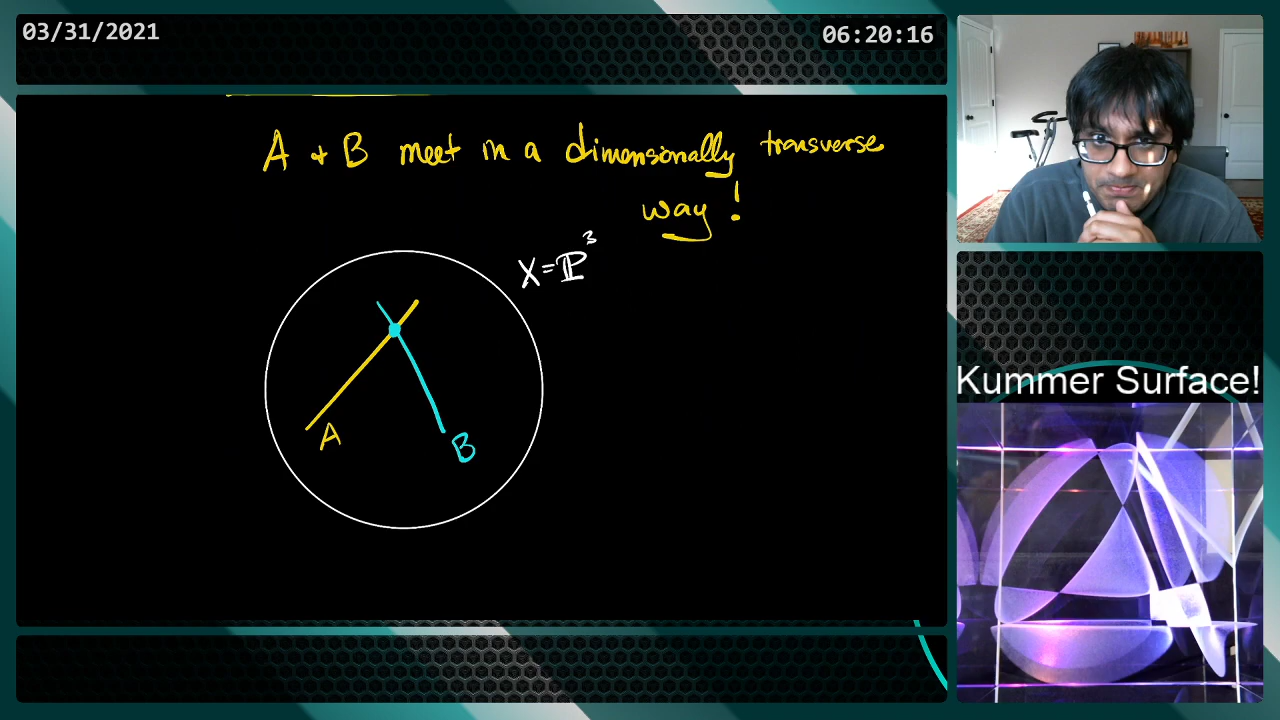 03/31/2021
06:20:16
A + B meet in a dimensionally transverse
way!
X=ℙ³
A
B
Kummer Surface!